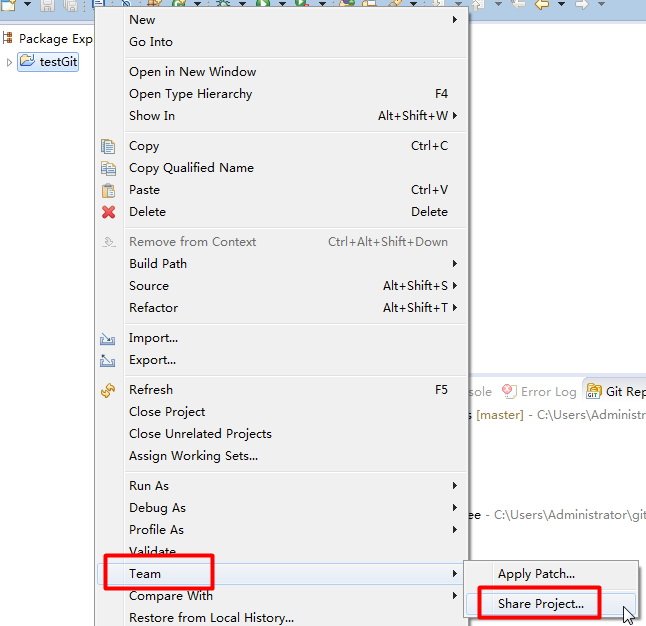 Package Exp
testGit
New
Go Into
Open in New Window
Open Type Hierarchy F4
Show In Alt+Shift+W
Copy Ctrl+C
Copy Qualified Name
Paste Ctrl+V
Delete Delete
Remove from Context Ctrl+Alt+Shift+Down
Build Path
Source Alt+Shift+S
Refactor Alt+Shift+T
Import...
Export...
Refresh F5
Close Project
Close Unrelated Projects
Assign Working Sets...
Run As
Debug As
Profile As
Validate
Team
Compare With
Restore from Local History...
sole Error Log GIT Git Rep
s [master] - C:\Users\Administr
ee - C:\Users\Administrator\git
Apply Patch...
Share Project...